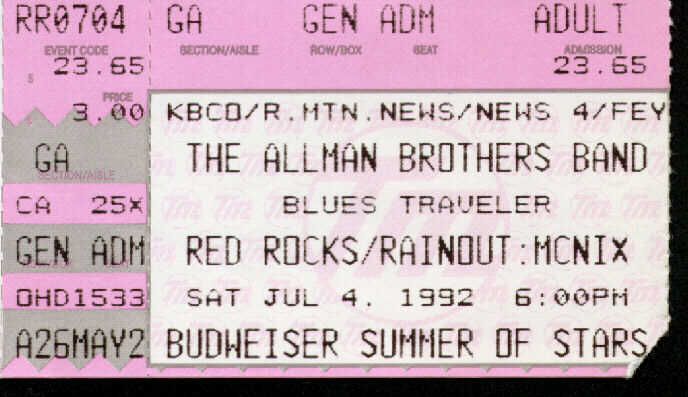 RR0704 GA GEN ADM ADULT
EVENT CODE SECTION/AISLE ROW/BOX SEAT ADMISSION
$ 23.65 23.65
PRICE
3.00 KBCO/R.MTN.NEWS/NEWS 4/FEY
GA THE ALLMAN BROTHERS BAND
SECTION/AISLE
CA 25X BLUES TRAVELER
GEN ADM RED ROCKS/RAINOUT:MCNIX
OHD1533 SAT JUL 4, 1992 6:00PM
A26MAY2 BUDWEISER SUMMER OF STARS